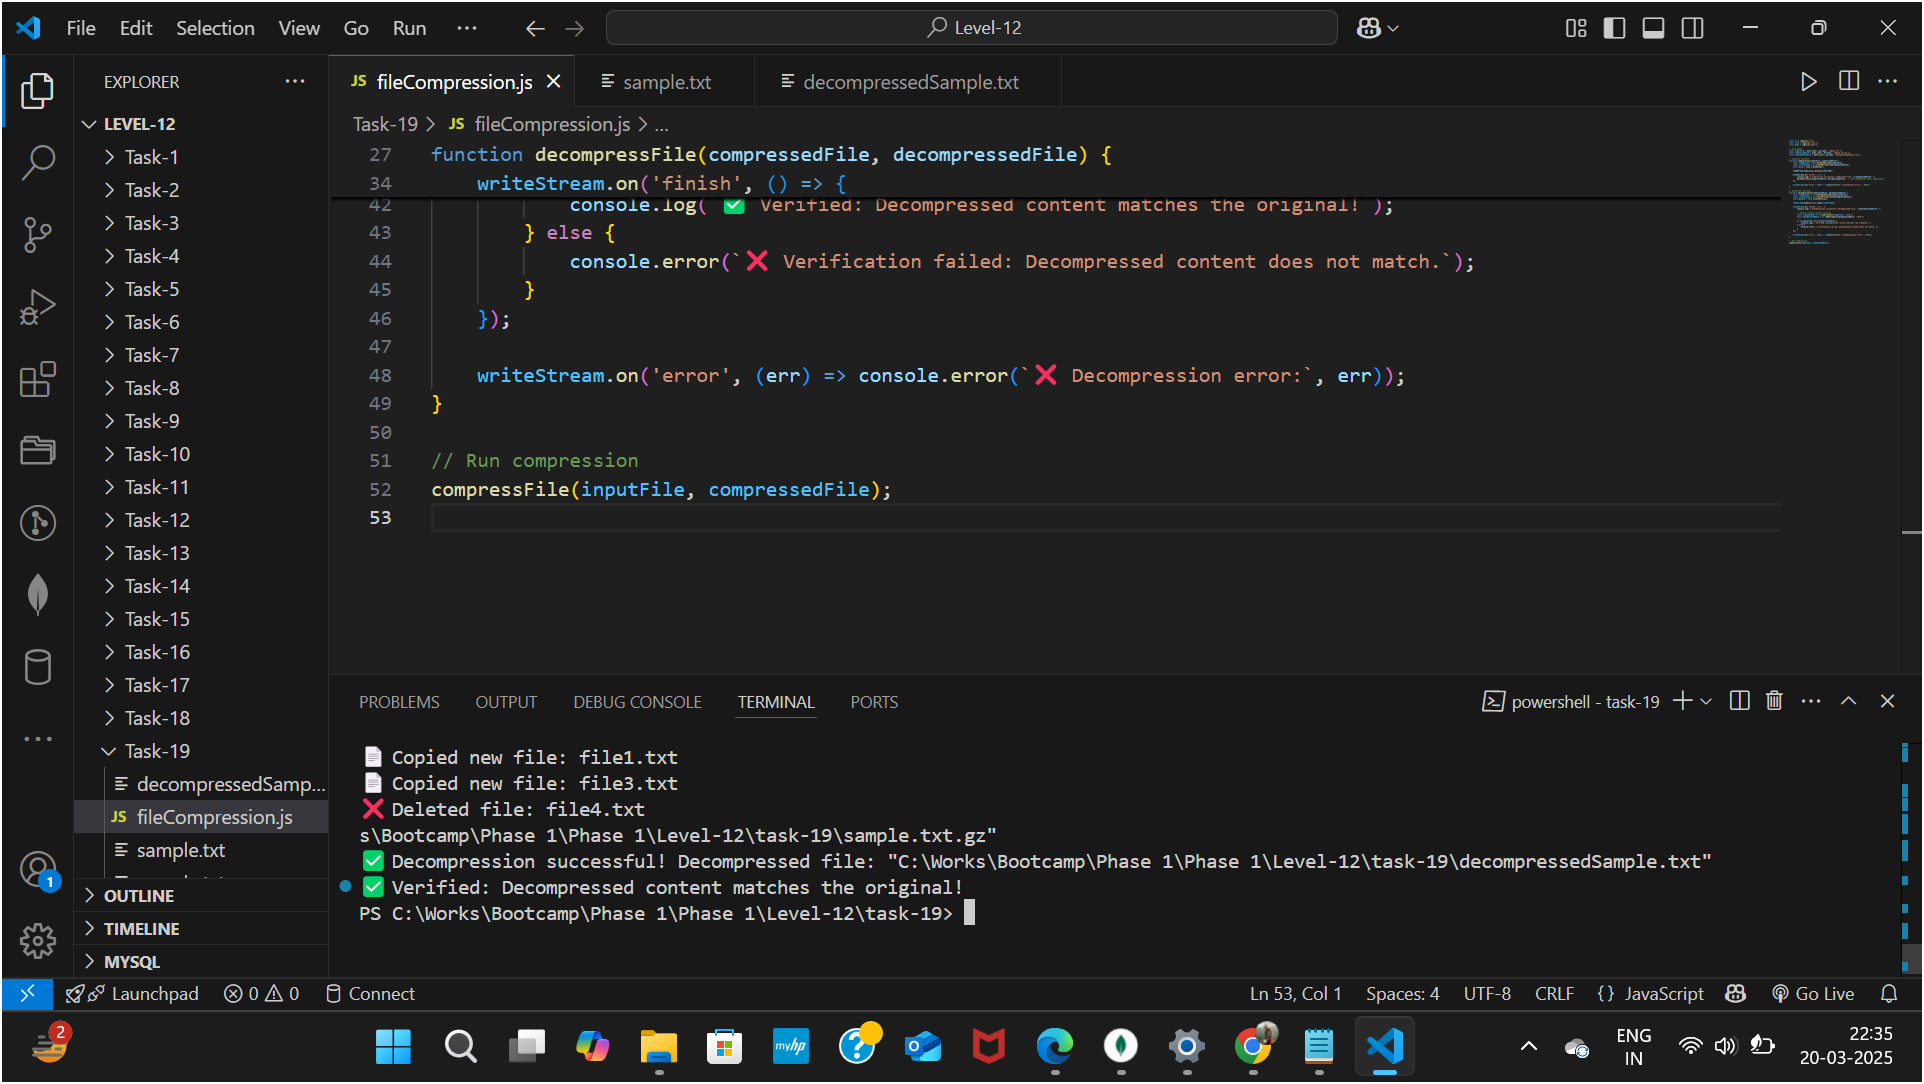 File Edit Selection View Go Run ··· Level-12
EXPLORER ···
LEVEL-12
Task-1
Task-2
Task-3
Task-4
Task-5
Task-6
Task-7
Task-8
Task-9
Task-10
Task-11
Task-12
Task-13
Task-14
Task-15
Task-16
Task-17
Task-18
Task-19
decompressedSamp...
JS fileCompression.js
sample.txt
OUTLINE
TIMELINE
MYSQL
1
JS fileCompression.js sample.txt decompressedSample.txt
Task-19 > JS fileCompression.js > ...
27 function decompressFile(compressedFile, decompressedFile) {
34 writeStream.on('finish', () => {
42 console.log( ✅ Verified: Decompressed content matches the original! );
43 } else {
44 console.error(`❌ Verification failed: Decompressed content does not match.`);
45 }
46 });
47
48 writeStream.on('error', (err) => console.error(`❌ Decompression error:`, err));
49 }
50
51 // Run compression
52 compressFile(inputFile, compressedFile);
53
PROBLEMS OUTPUT DEBUG CONSOLE TERMINAL PORTS powershell - task-19
📄 Copied new file: file1.txt
📄 Copied new file: file3.txt
❌ Deleted file: file4.txt
s\Bootcamp\Phase 1\Phase 1\Level-12\task-19\sample.txt.gz"
✅ Decompression successful! Decompressed file: "C:\Works\Bootcamp\Phase 1\Phase 1\Level-12\task-19\decompressedSample.txt"
✅ Verified: Decompressed content matches the original!
PS C:\Works\Bootcamp\Phase 1\Phase 1\Level-12\task-19>
Launchpad 0 0 Connect Ln 53, Col 1 Spaces: 4 UTF-8 CRLF {} JavaScript Go Live
2 myhp ENG 22:35
IN 20-03-2025